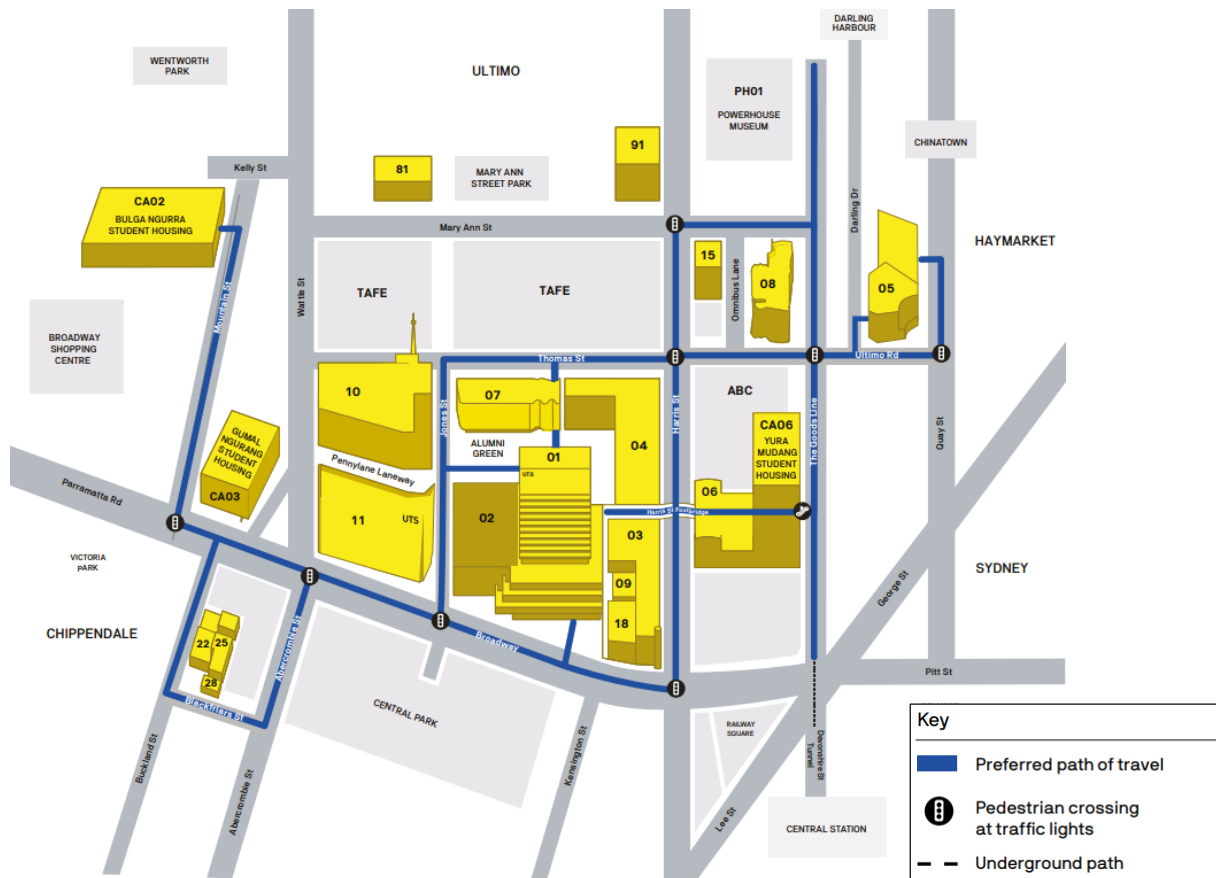 DARLING
HARBOUR
WENTWORTH
PARK
ULTIMO
PH01
POWERHOUSE
MUSEUM
CHINATOWN
91
81
MARY ANN
STREET PARK
Kelly St
CA02
BULGA NGURRA
STUDENT HOUSING
Mary Ann St
Darling Dr
HAYMARKET
15
Omnibus Lane
08
05
TAFE
TAFE
Wattle St
Mountain St
BROADWAY
SHOPPING
CENTRE
Thomas St
Ultimo Rd
10
07
Jones St
Harris St
ABC
The Goods Line
Quay St
GUMAL
NGURANG
STUDENT
HOUSING
CA03
ALUMNI
GREEN
01
UTS
04
CA06
YURA
MUDANG
STUDENT
HOUSING
Pennylane Laneway
Parramatta Rd
06
Harris St Footbridge
11
UTS
02
03
VICTORIA
PARK
09
George St
SYDNEY
CHIPPENDALE
22
25
28
18
Abercrombie St
Broadway
Blackfriars St
Pitt St
CENTRAL PARK
Buckland St
Abercrombie St
Kensington St
RAILWAY
SQUARE
Devonshire St
Tunnel
Lee St
CENTRAL STATION
Key
Preferred path of travel
Pedestrian crossing
at traffic lights
Underground path